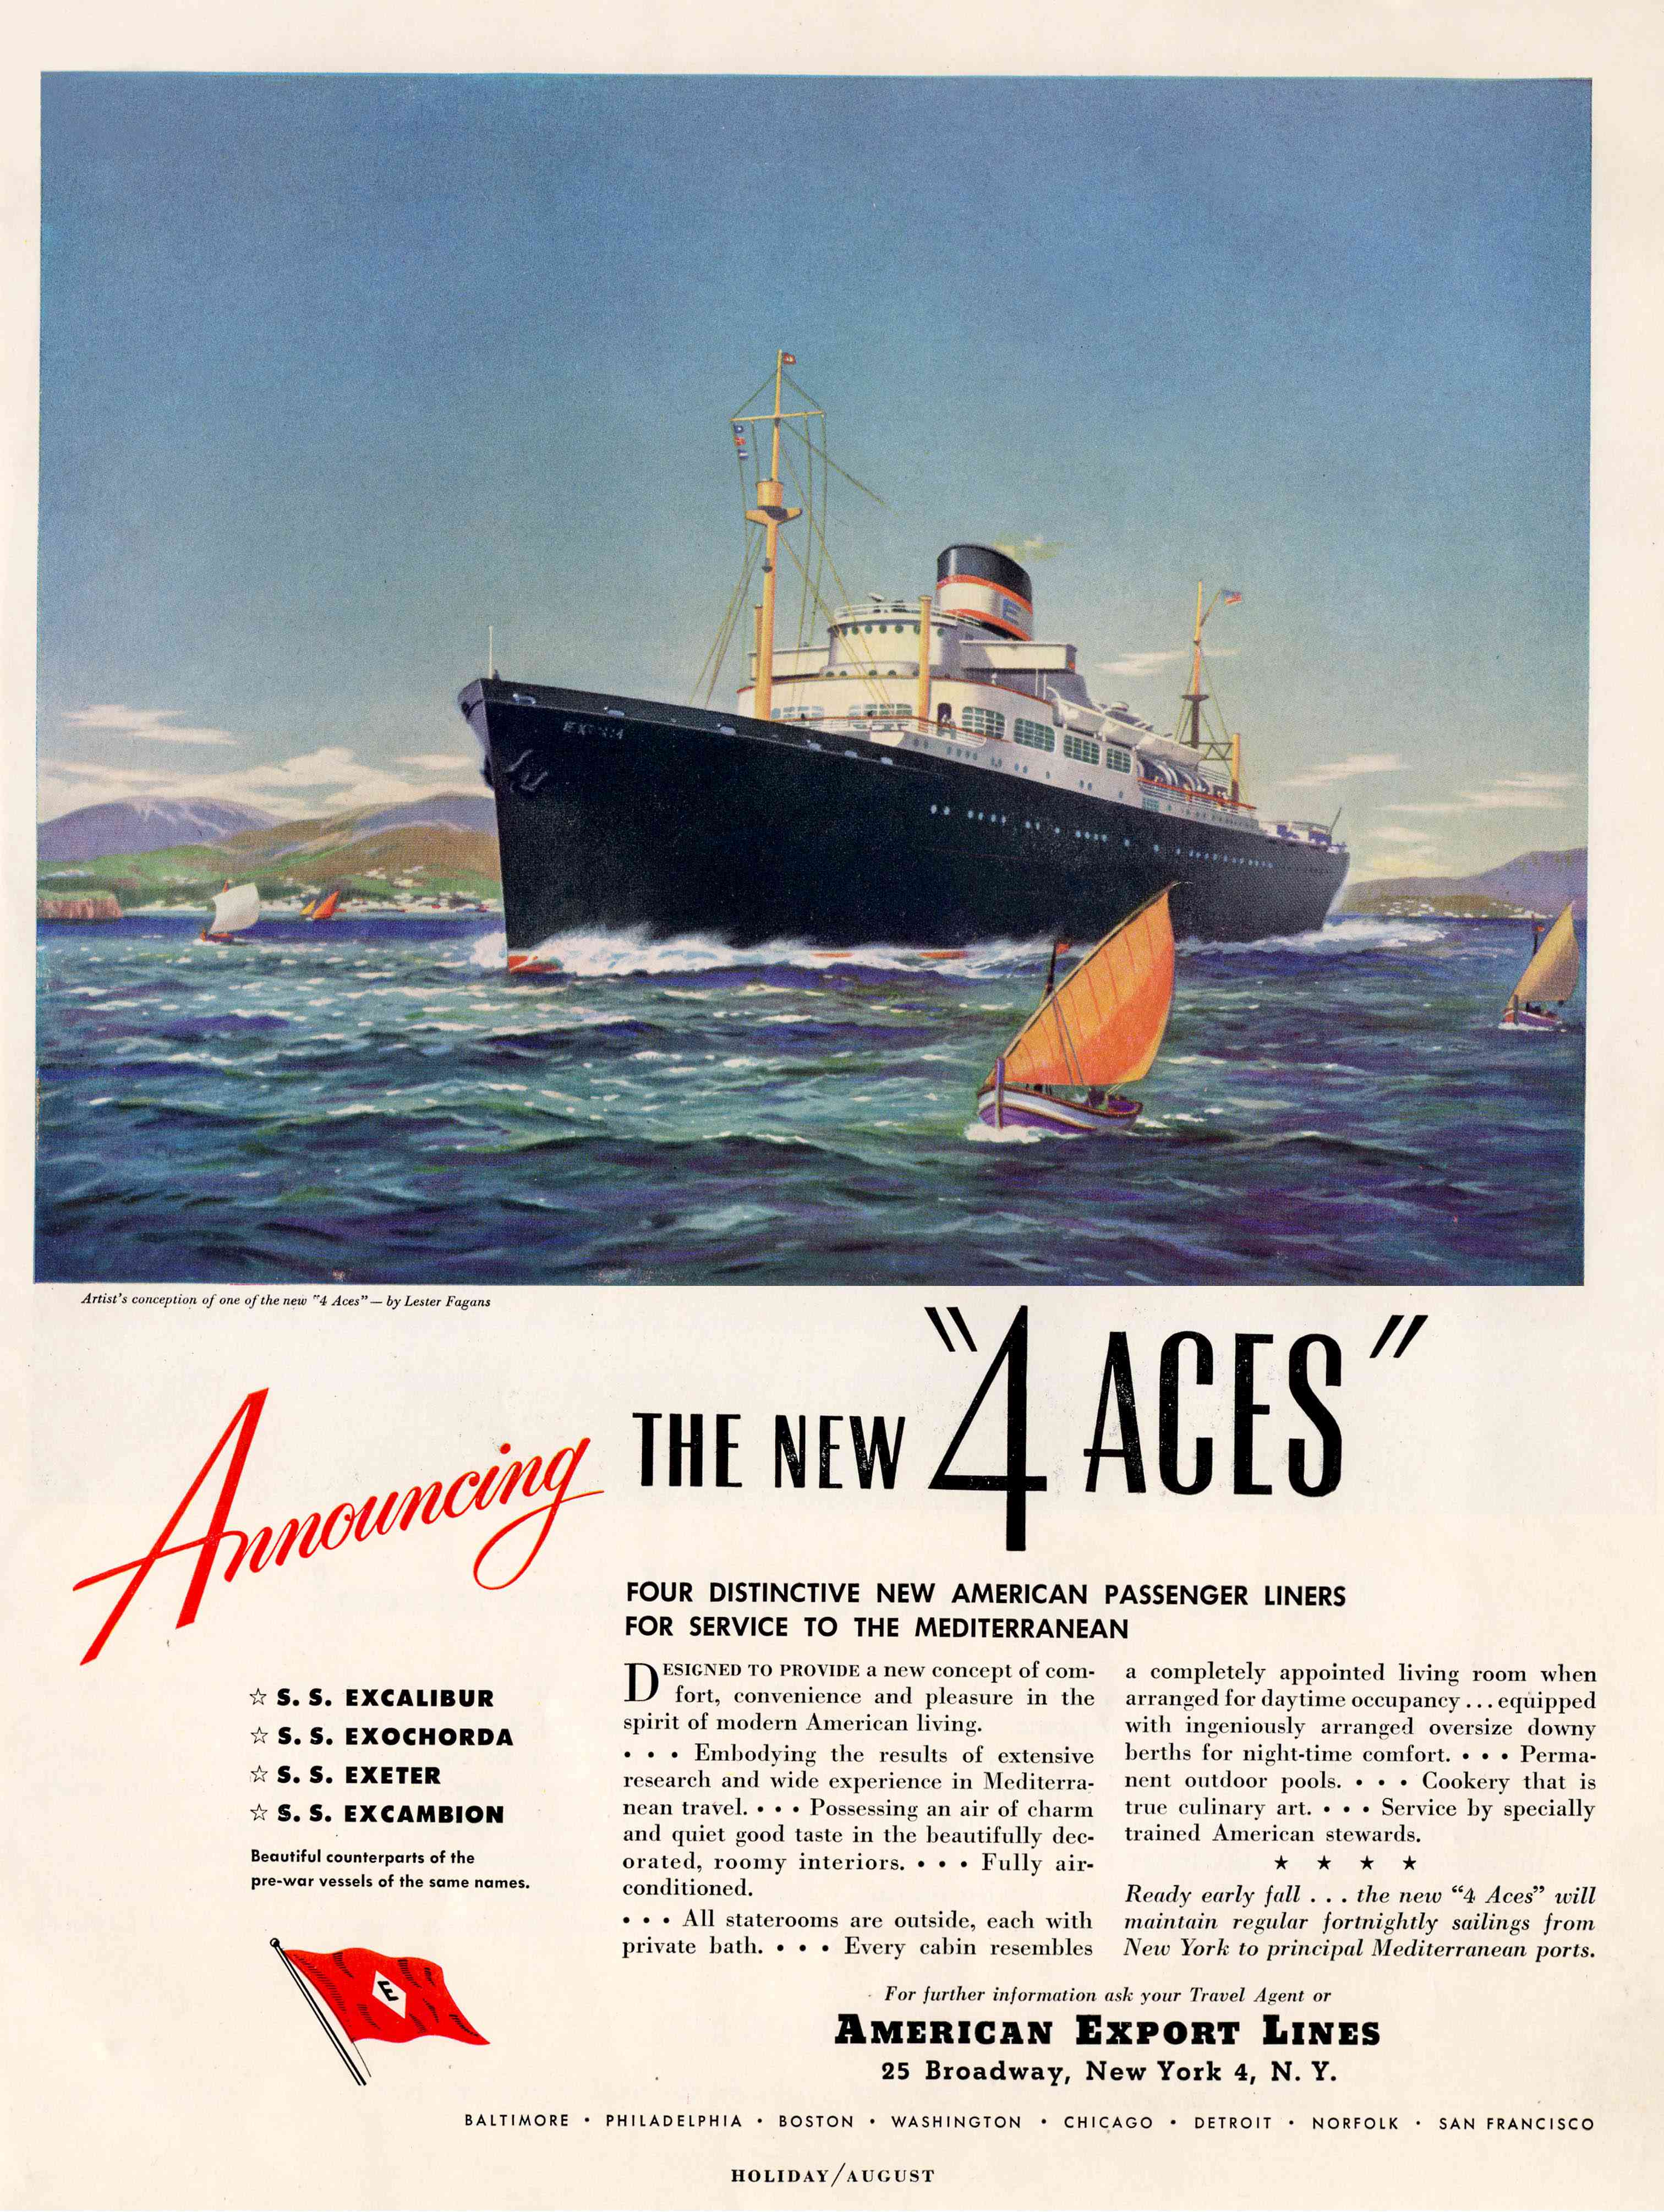 E
Artist's conception of one of the new "4 Aces" — by Lester Fagans
Announcing THE NEW "4 ACES"
FOUR DISTINCTIVE NEW AMERICAN PASSENGER LINERS
FOR SERVICE TO THE MEDITERRANEAN
☆ S. S. EXCALIBUR
☆ S. S. EXOCHORDA
☆ S. S. EXETER
☆ S. S. EXCAMBION
Beautiful counterparts of the
pre-war vessels of the same names.
E
DESIGNED TO PROVIDE a new concept of com-
fort, convenience and pleasure in the
spirit of modern American living.
• • • Embodying the results of extensive
research and wide experience in Mediterra-
nean travel. • • • Possessing an air of charm
and quiet good taste in the beautifully dec-
orated, roomy interiors. • • • Fully air-
conditioned.
• • • All staterooms are outside, each with
private bath. • • • Every cabin resembles
a completely appointed living room when
arranged for daytime occupancy . . . equipped
with ingeniously arranged oversize downy
berths for night-time comfort. • • • Perma-
nent outdoor pools. • • • Cookery that is
true culinary art. • • • Service by specially
trained American stewards.
★ ★ ★ ★
Ready early fall . . . the new "4 Aces" will
maintain regular fortnightly sailings from
New York to principal Mediterranean ports.
For further information ask your Travel Agent or
AMERICAN EXPORT LINES
25 Broadway, New York 4, N. Y.
BALTIMORE • PHILADELPHIA • BOSTON • WASHINGTON • CHICAGO • DETROIT • NORFOLK • SAN FRANCISCO
HOLIDAY/AUGUST